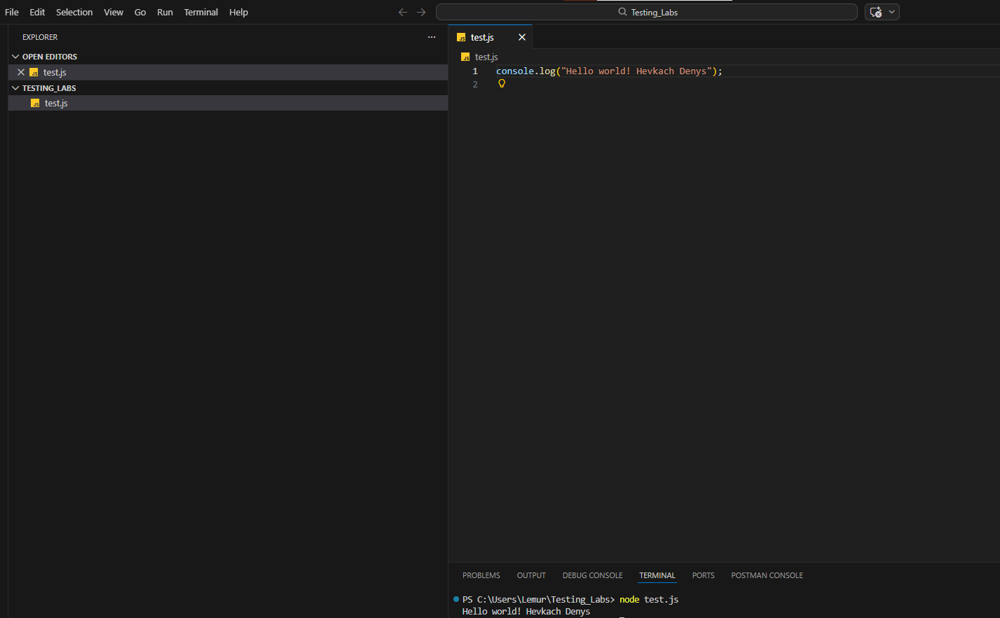 File Edit Selection View Go Run Terminal Help
Testing_Labs
EXPLORER
OPEN EDITORS
test.js
TESTING_LABS
test.js
test.js
test.js
1 console.log("Hello world! Hevkach Denys");
2
PROBLEMS OUTPUT DEBUG CONSOLE TERMINAL PORTS POSTMAN CONSOLE
PS C:\Users\Lemur\Testing_Labs> node test.js
Hello world! Hevkach Denys